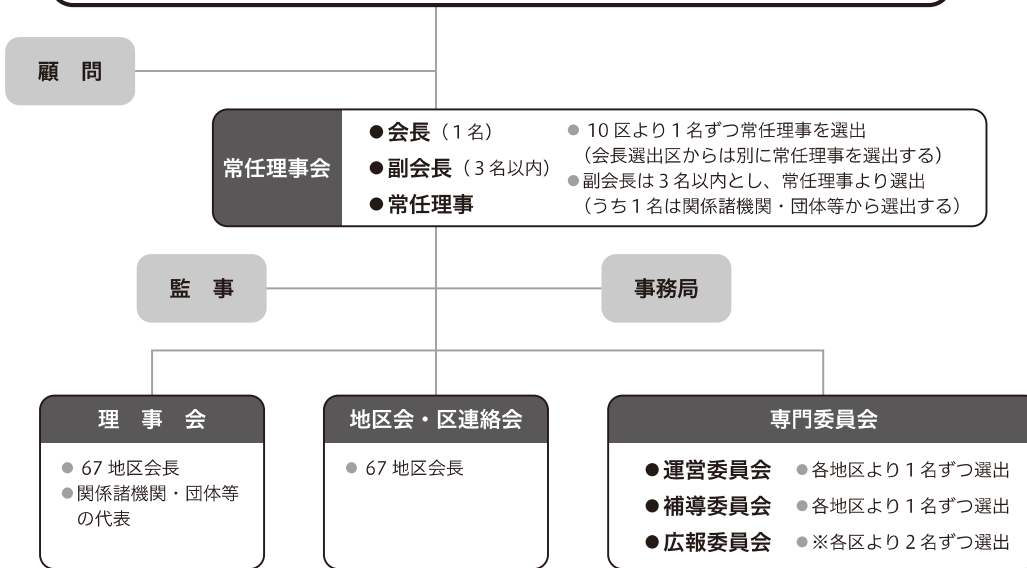 顧　問
常任理事会
●会長（１名）
●副会長（３名以内）
●常任理事
● 10 区より１名ずつ常任理事を選出
（会長選出区からは別に常任理事を選出する）
●副会長は３名以内とし、常任理事より選出
（うち１名は関係諸機関・団体等から選出する）
監　事
事務局
理　事　会
● 67 地区会長
●関係諸機関・団体等
の代表
地区会・区連絡会
● 67 地区会長
専門委員会
●運営委員会 ●各地区より１名ずつ選出
●補導委員会 ●各地区より１名ずつ選出
●広報委員会 ●※各区より２名ずつ選出